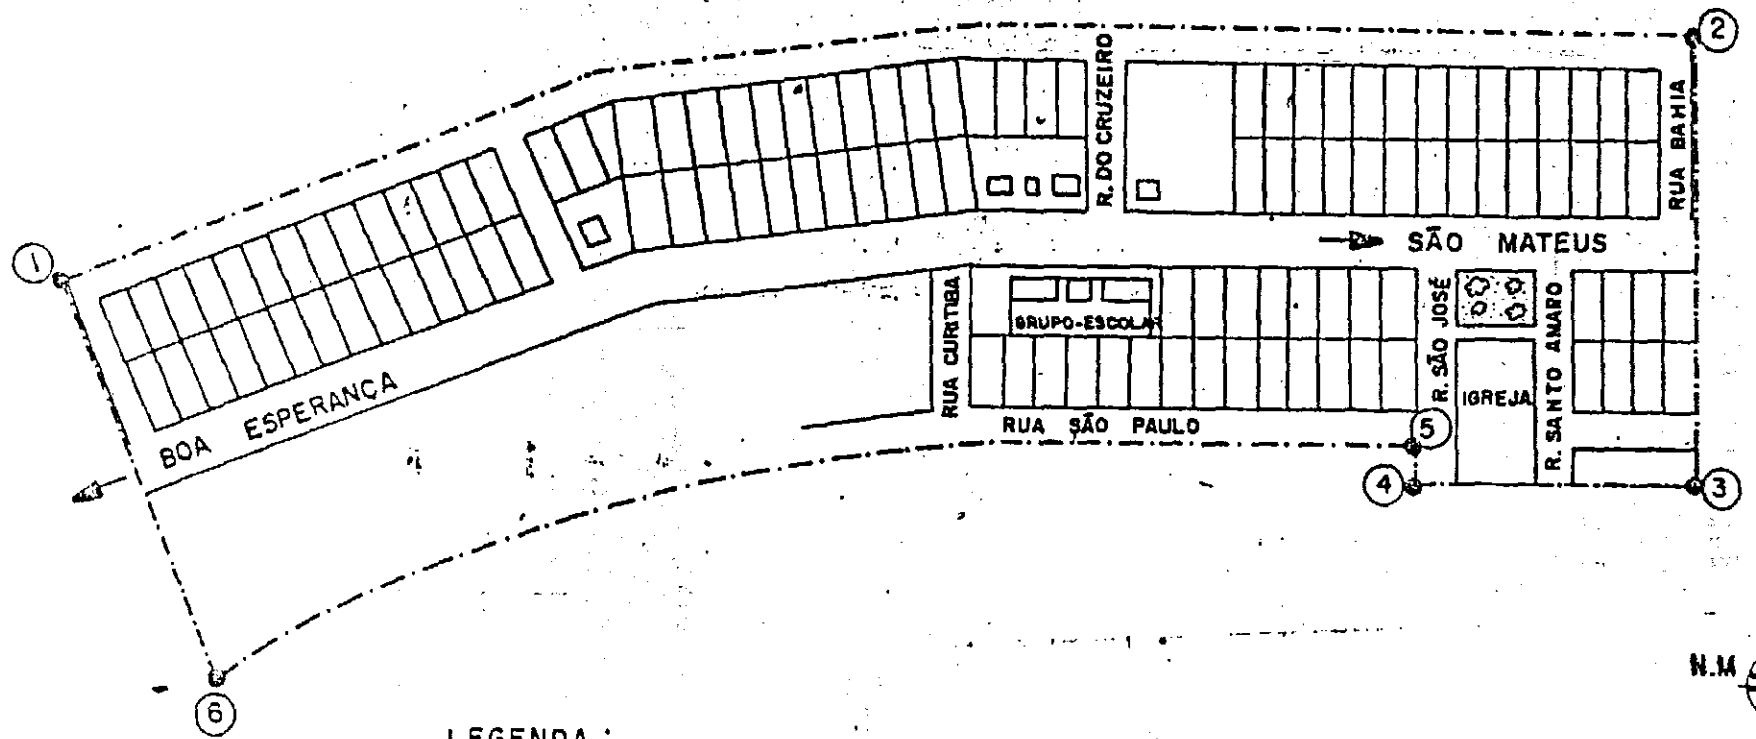 2
R. DO CRUZEIRO
RUA BAHIA
SÃO MATEUS
1
RUA CURITIBA
GRUPO-ESCOLAR
R. SÃO JOSÉ
R. SANTO AMARO
IGREJA
BOA ESPERANÇA
RUA SÃO PAULO
5
4
3
N.M
6
LEGENDA: